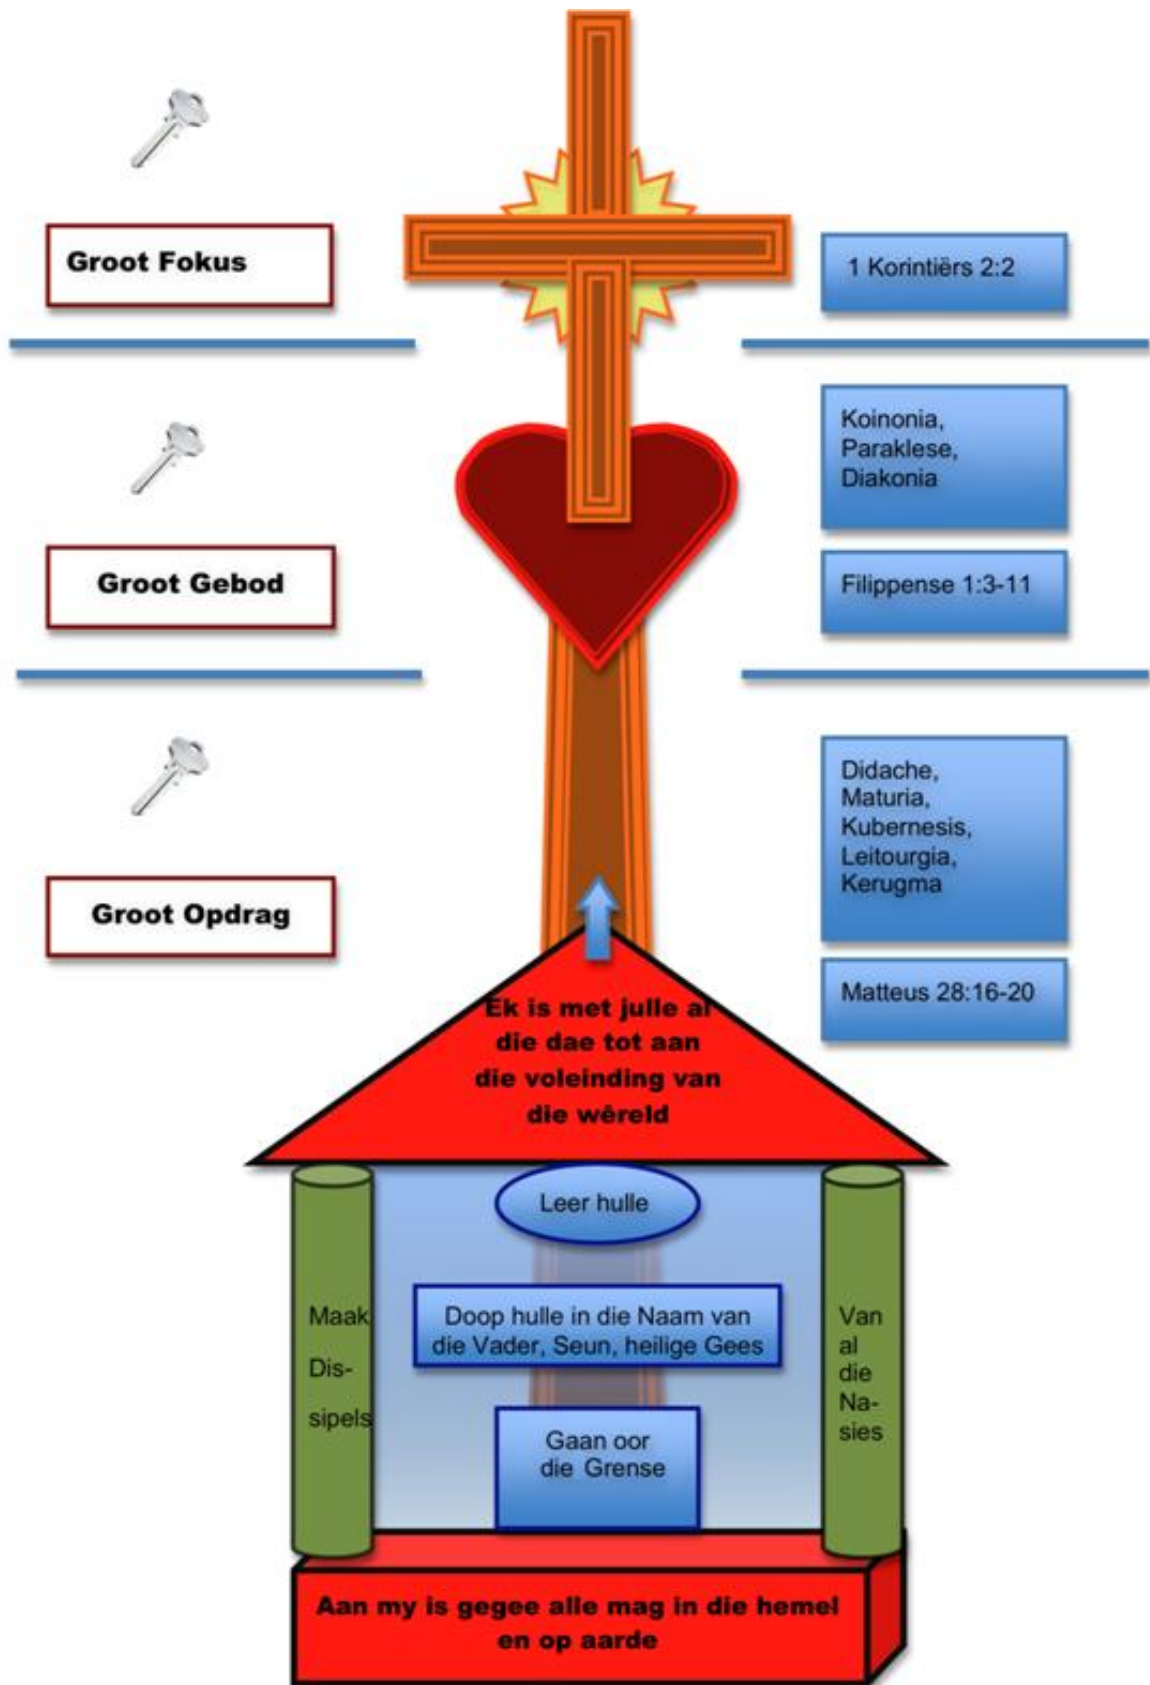 Groot Fokus
1 Korintiërs 2:2
Koinonia,
Paraklese,
Diakonia
Groot Gebod
Filippense 1:3-11
Didache,
Maturia,
Kubernesis,
Leitourgia,
Kerugma
Groot Opdrag
Matteus 28:16-20
Ek is met julle al
die dae tot aan
die voleinding van
die wêreld
Leer hulle
Maak
Dis-
sipels
Doop hulle in die Naam van
die Vader, Seun, heilige Gees
Van
al
die
Na-
sies
Gaan oor
die Grense
Aan my is gegee alle mag in die hemel
en op aarde